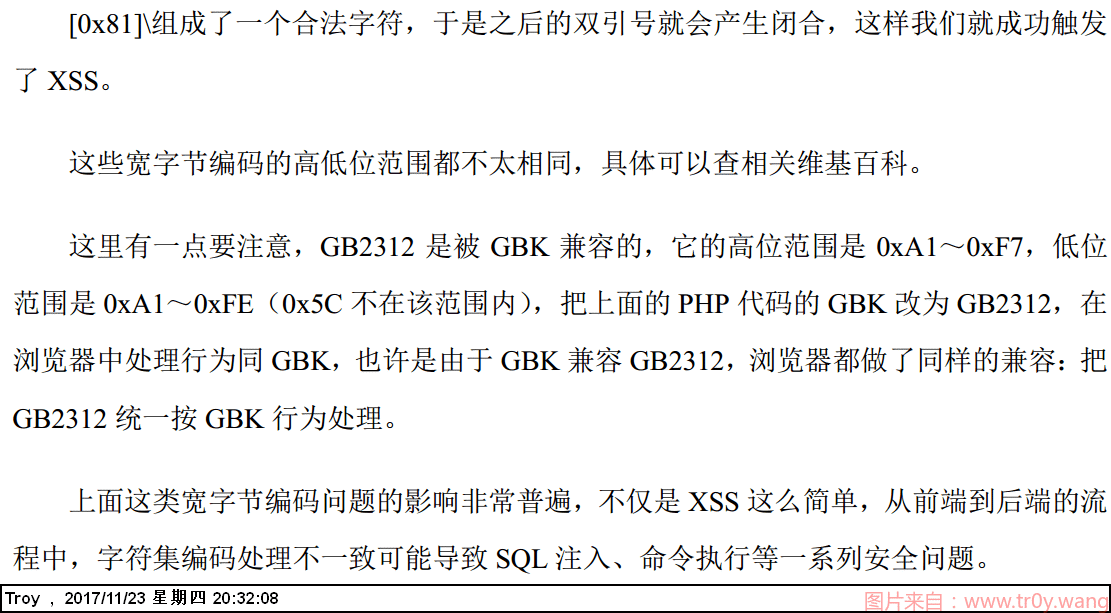 [0x81]\组成了一个合法字符，于是之后的双引号就会产生闭合，这样我们就成功触发
了 XSS。
这些宽字节编码的高低位范围都不太相同，具体可以查相关维基百科。
这里有一点要注意，GB2312 是被 GBK 兼容的，它的高位范围是 0xA1～0xF7，低位
范围是 0xA1～0xFE（0x5C 不在该范围内），把上面的 PHP 代码的 GBK 改为 GB2312，在
浏览器中处理行为同 GBK，也许是由于 GBK 兼容 GB2312，浏览器都做了同样的兼容：把
GB2312 统一按 GBK 行为处理。
上面这类宽字节编码问题的影响非常普遍，不仅是 XSS 这么简单，从前端到后端的流
程中，字符集编码处理不一致可能导致 SQL 注入、命令执行等一系列安全问题。
Troy , 2017/11/23 星期四 20:32:08
图片来自：www.tr0y.wang